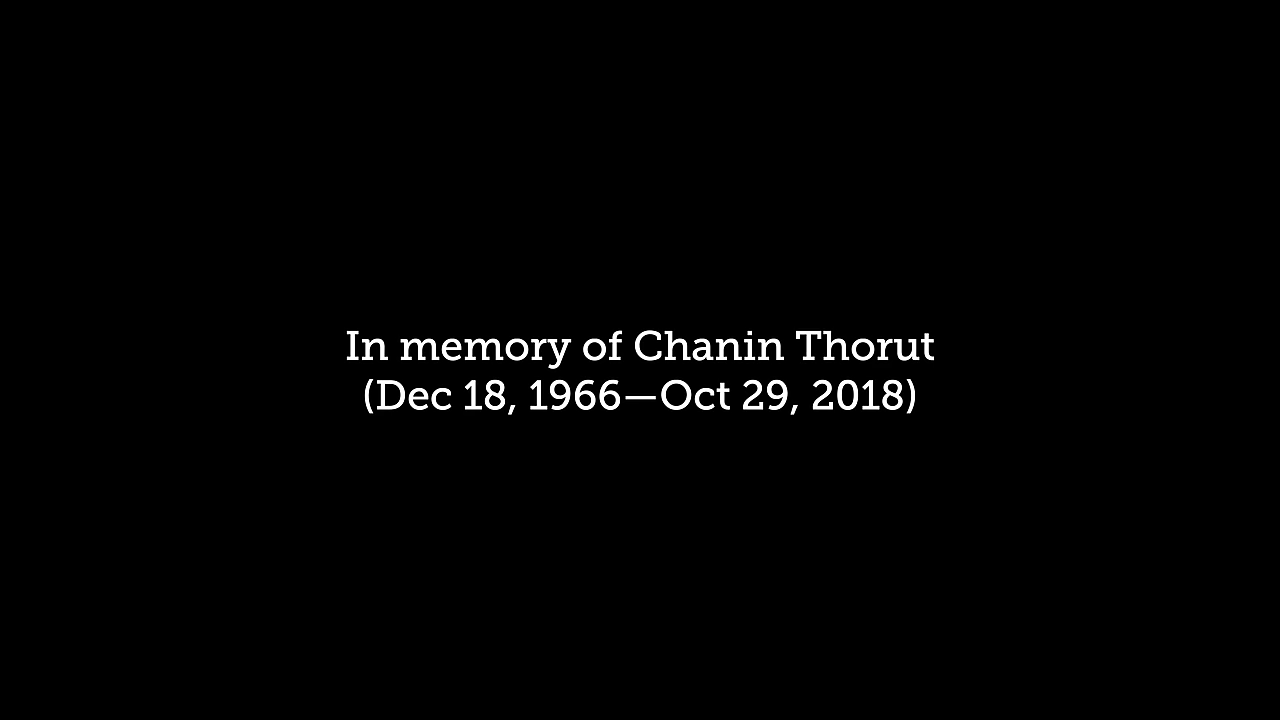 In memory of Chanin Thorut
(Dec 18, 1966—Oct 29, 2018)